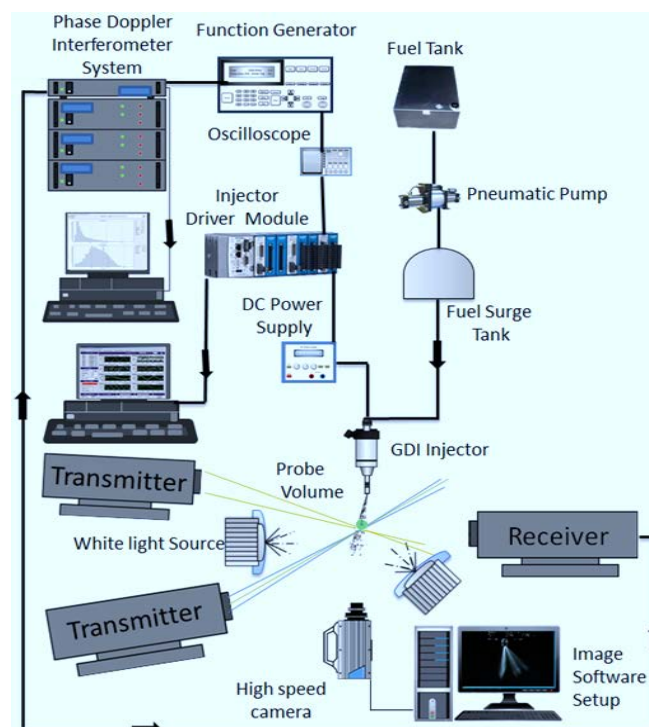 Phase Doppler
Interferometer
System
Function Generator
Fuel Tank
Oscilloscope
Pneumatic Pump
Injector
Driver Module
DC Power
Supply
Fuel Surge
Tank
GDI Injector
Probe
Volume
Transmitter
White light Source
Receiver
Transmitter
High speed
camera
Image
Software
Setup